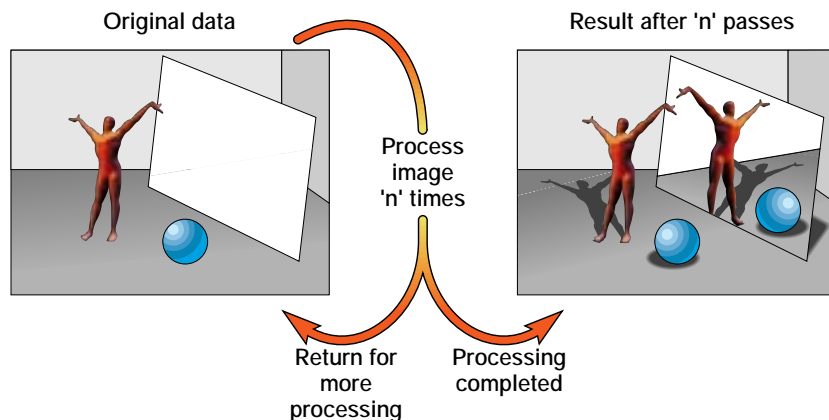 Original data
Result after 'n' passes
Process
image
'n' times
Return for
more
processing
Processing
completed